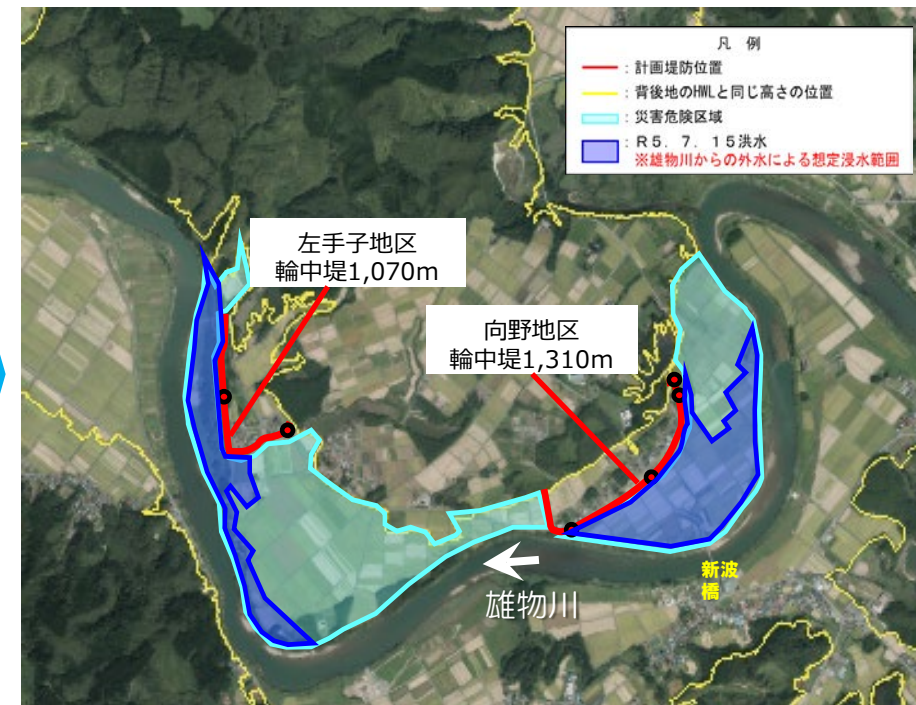 凡 例
: 計画堤防位置
: 背後地のHWLと同じ高さの位置
: 災害危険区域
: R5. 7. 15洪水
※雄物川からの外水による想定浸水範囲
左手子地区
輪中堤1,070m
向野地区
輪中堤1,310m
新波
橋
雄物川